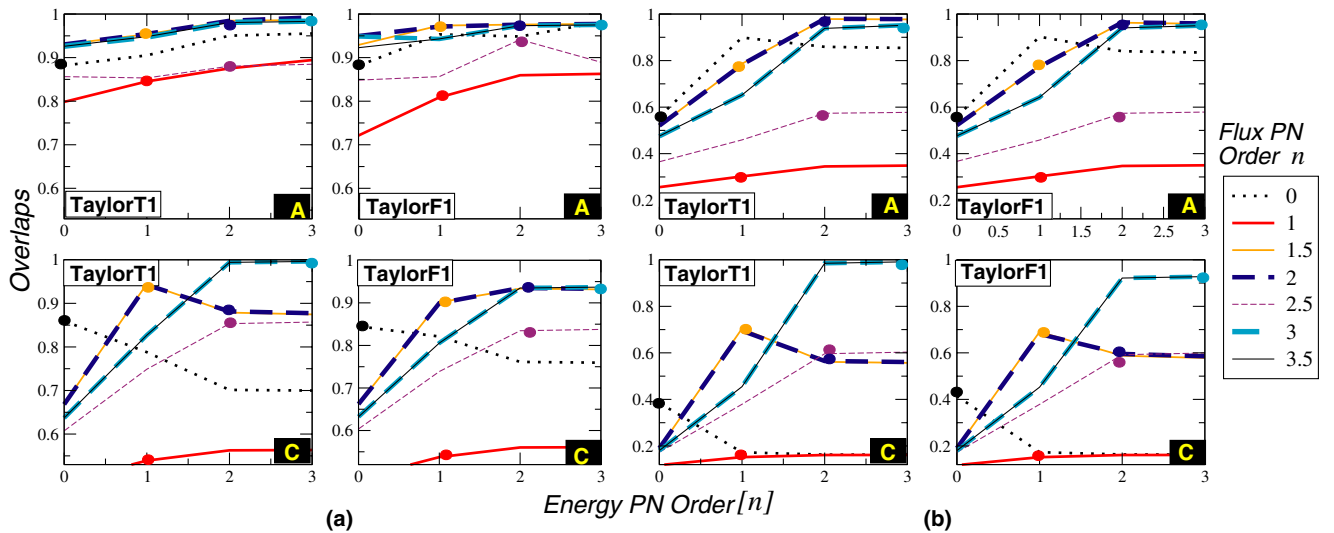 Overlaps
1
0.9
0.8
0.7
0.6
TaylorT1
A
0 1 2 3
1
0.9
0.8
0.7
0.6
TaylorF1
A
0 1 2 3
1
0.8
0.6
0.4
0.2
TaylorT1
A
0 1 2 3
1
0.8
0.6
0.4
0.2
TaylorF1
A
0 0.5 1 1.5 2 2.5 3
1
0.9
0.8
0.7
0.6
TaylorT1
C
0 1 2 3
1
0.9
0.8
0.7
0.6
TaylorF1
C
0 1 2 3
1
0.8
0.6
0.4
0.2
TaylorT1
C
0 1 2 3
1
0.8
0.6
0.4
0.2
TaylorF1
C
0 1 2 3
Flux PN
Order n
0
1
1.5
2
2.5
3
3.5
Energy PN Order [n]
(a)
(b)